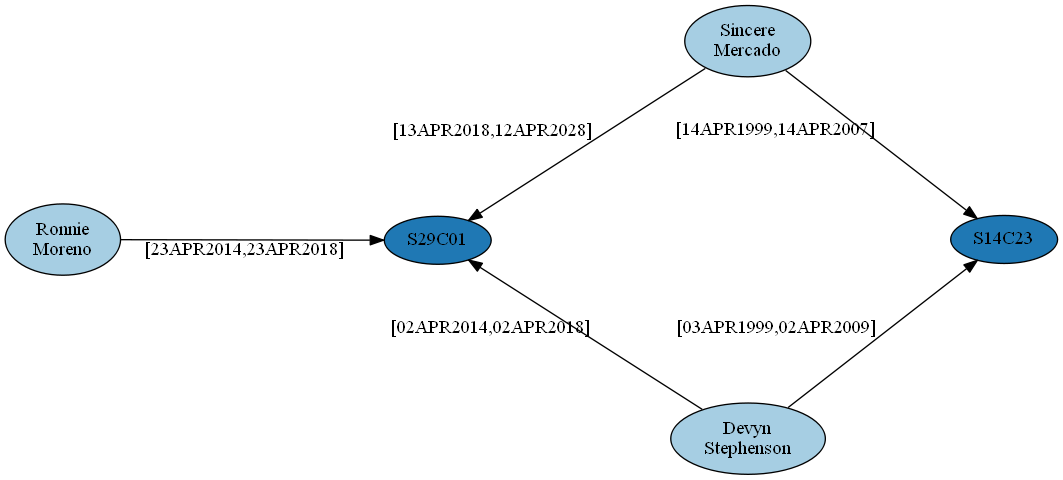 Sincere
Mercado
[13APR2018,12APR2028]
[14APR1999,14APR2007]
Ronnie
Moreno
[23APR2014,23APR2018]
S29C01
S14C23
[02APR2014,02APR2018]
[03APR1999,02APR2009]
Devyn
Stephenson